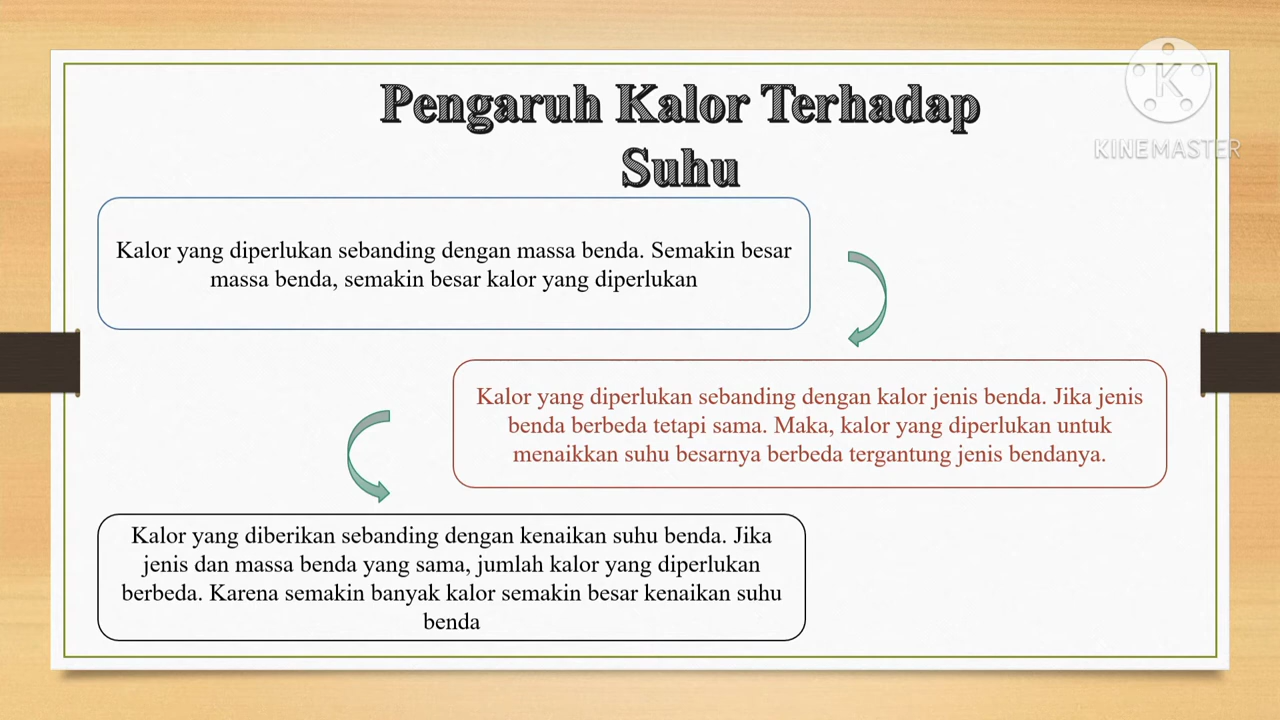 Pengaruh Kalor Terhadap
Suhu
K
KINEMASTER
Kalor yang diperlukan sebanding dengan massa benda. Semakin besar
massa benda, semakin besar kalor yang diperlukan
Kalor yang diperlukan sebanding dengan kalor jenis benda. Jika jenis
benda berbeda tetapi sama. Maka, kalor yang diperlukan untuk
menaikkan suhu besarnya berbeda tergantung jenis bendanya.
Kalor yang diberikan sebanding dengan kenaikan suhu benda. Jika
jenis dan massa benda yang sama, jumlah kalor yang diperlukan
berbeda. Karena semakin banyak kalor semakin besar kenaikan suhu
benda